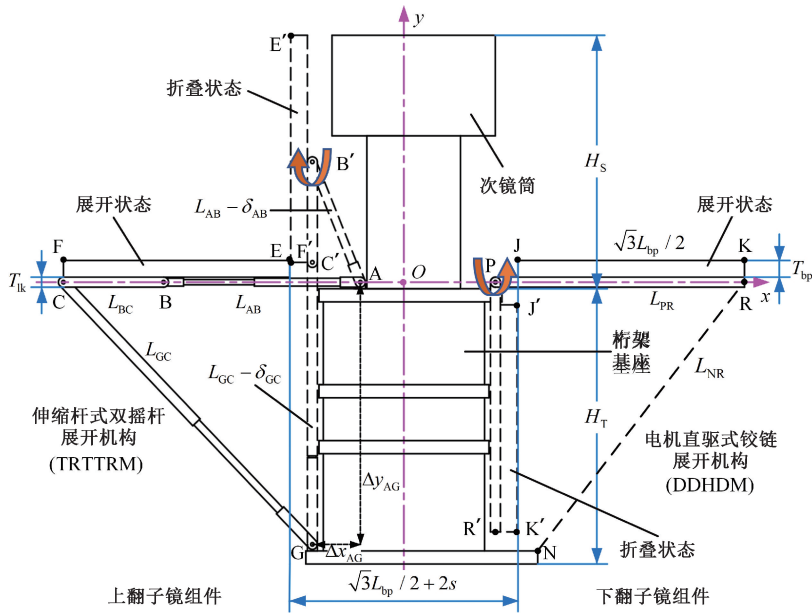 y
E′
折叠状态
B′
次镜筒
H_S
L_AB − δ_AB
展开状态
展开状态
F
E
F′
C′
J
√3L_bp / 2
K
T_lk
A
O
P
T_bp
C
B
x
L_BC
L_AB
J′
L_PR
R
L_GC
桁架
基座
L_GC − δ_GC
L_NR
H_T
伸缩杆式双摇杆
展开机构
(TRTTRM)
电机直驱式铰链
展开机构
(DDHDM)
Δy_AG
R′
K′
G
Δx_AG
N
折叠状态
上翻子镜组件
√3L_bp / 2 + 2s
下翻子镜组件